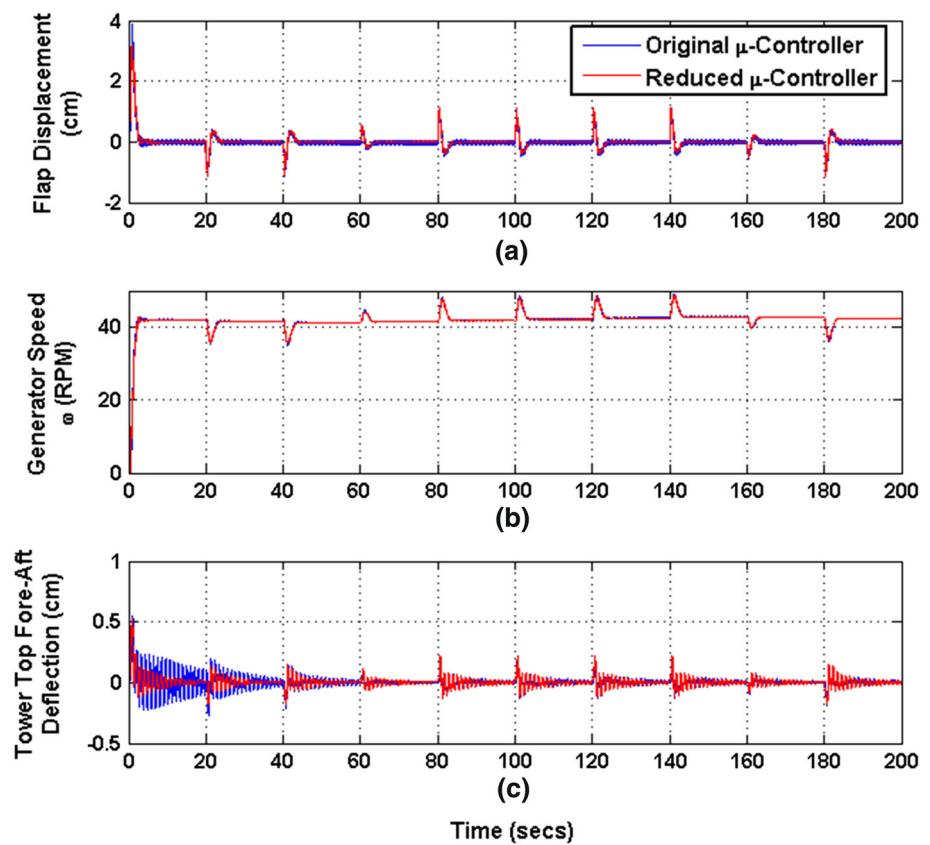 Flap Displacement
(cm)
4
2
0
-2
Original μ-Controller
Reduced μ-Controller
0 20 40 60 80 100 120 140 160 180 200
(a)
Generator Speed
ω (RPM)
40
20
0
0 20 40 60 80 100 120 140 160 180 200
(b)
Tower Top Fore-Aft
Deflection (cm)
1
0.5
0
-0.5
0 20 40 60 80 100 120 140 160 180 200
(c)
Time (secs)